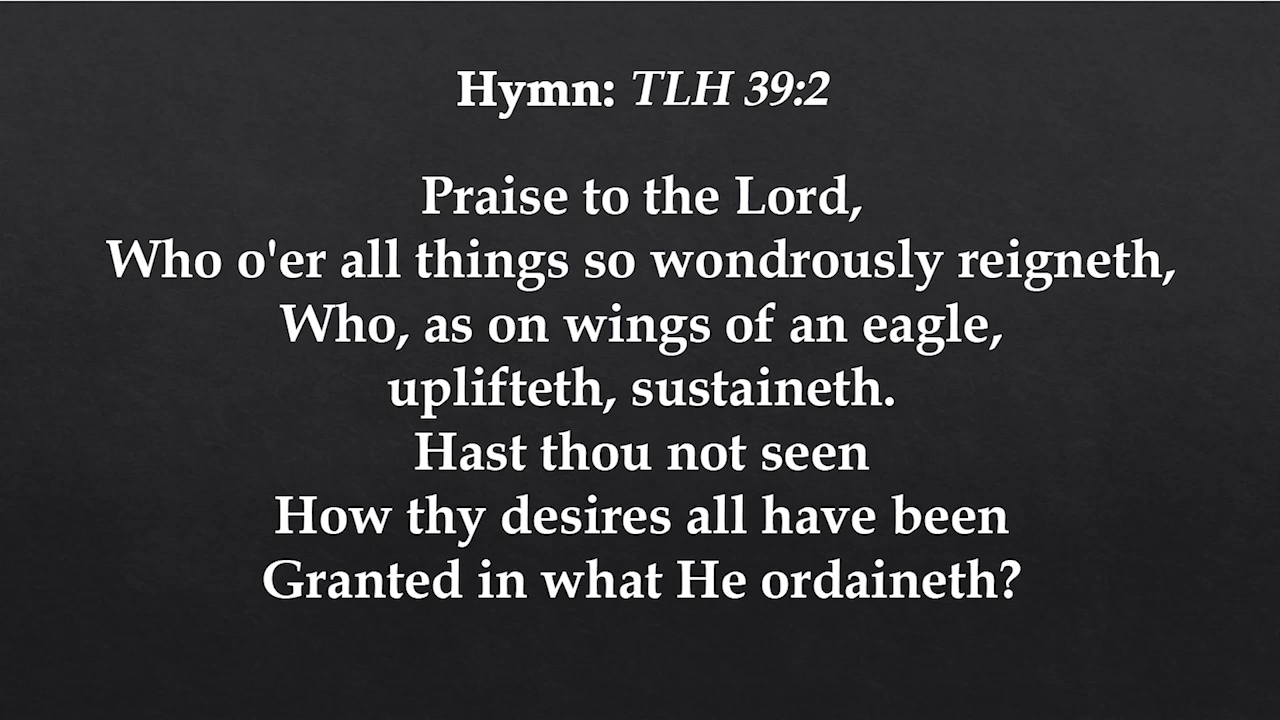 Hymn: TLH 39:2
Praise to the Lord,
Who o'er all things so wondrously reigneth,
Who, as on wings of an eagle,
uplifteth, sustaineth.
Hast thou not seen
How thy desires all have been
Granted in what He ordaineth?